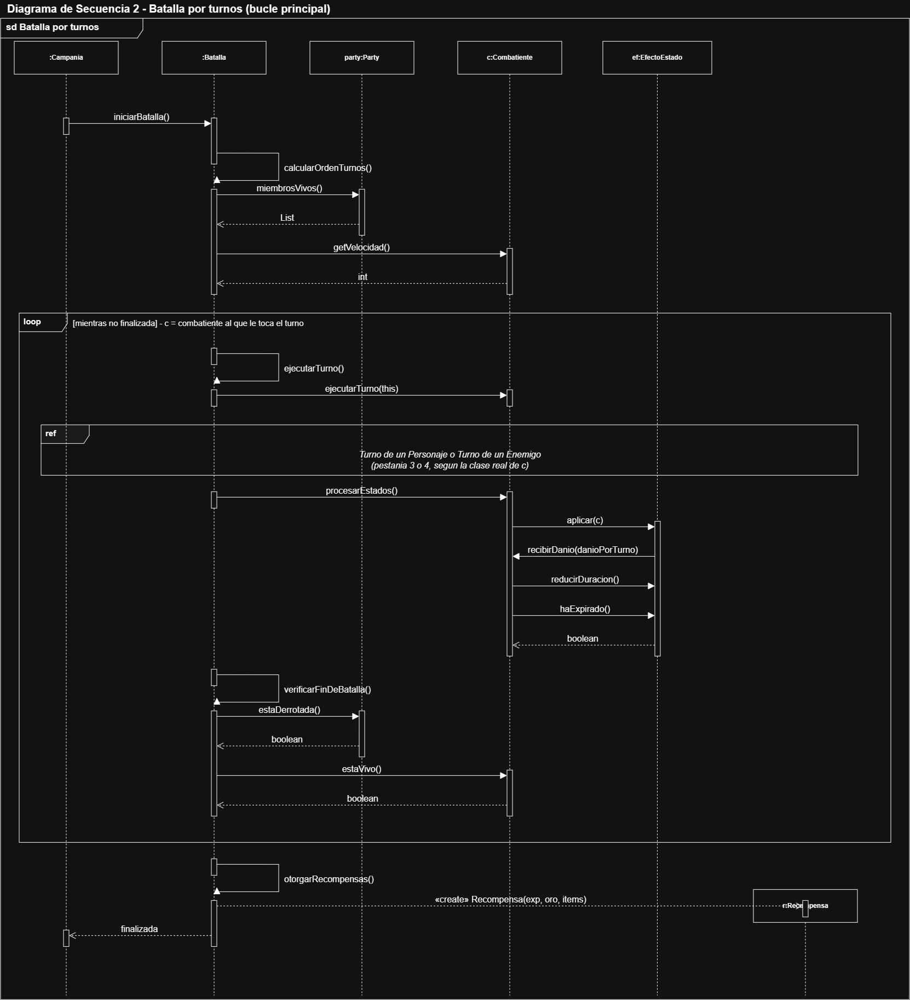 Diagrama de Secuencia 2 - Batalla por turnos (bucle principal)
sd Batalla por turnos
:Campania
:Batalla
party:Party
c:Combatiente
ef:EfectoEstado
iniciarBatalla()
calcularOrdenTurnos()
miembrosVivos()
List
getVelocidad()
int
loop
[mientras no finalizada] - c = combatiente al que le toca el turno
ejecutarTurno()
ejecutarTurno(this)
ref
Turno de un Personaje o Turno de un Enemigo
(pestania 3 o 4, segun la clase real de c)
procesarEstados()
aplicar(c)
recibirDanio(danioPorTurno)
reducirDuracion()
haExpirado()
boolean
verificarFinDeBatalla()
estaDerrotada()
boolean
estaVivo()
boolean
otorgarRecompensas()
«create» Recompensa(exp, oro, items)
r:Recompensa
finalizada